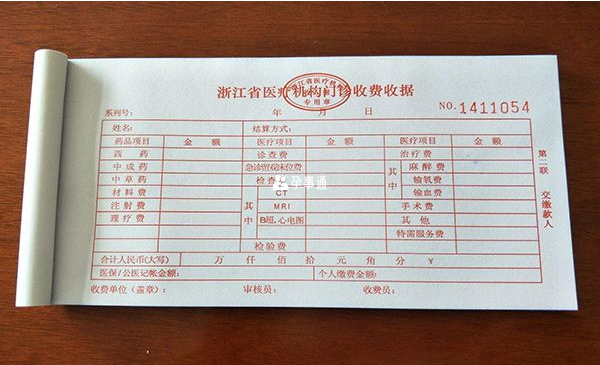 浙江省医疗机构
专用章
浙江省医疗机构门诊收费收据
系列号: 年 月 日 NO.1411054
姓名: 结算方式:
药品项目 金额 医疗项目 金额 医疗项目 金额
西药 诊查费 治疗费
中成药 急诊留观床位费 其中 麻醉费
中草药 检查费 输氧费
材料费 其中 CT 输血费
注射费 MRI 手术费
理疗费 B超,心电图 其他
特需服务费
检验费
合计人民币(大写) 万 仟 佰 拾 元 角 分 ¥
医保/公医记帐金额: 个人缴费金额:
收费单位(盖章): 审核员: 收费员:
第二联 交缴款人
孕事通